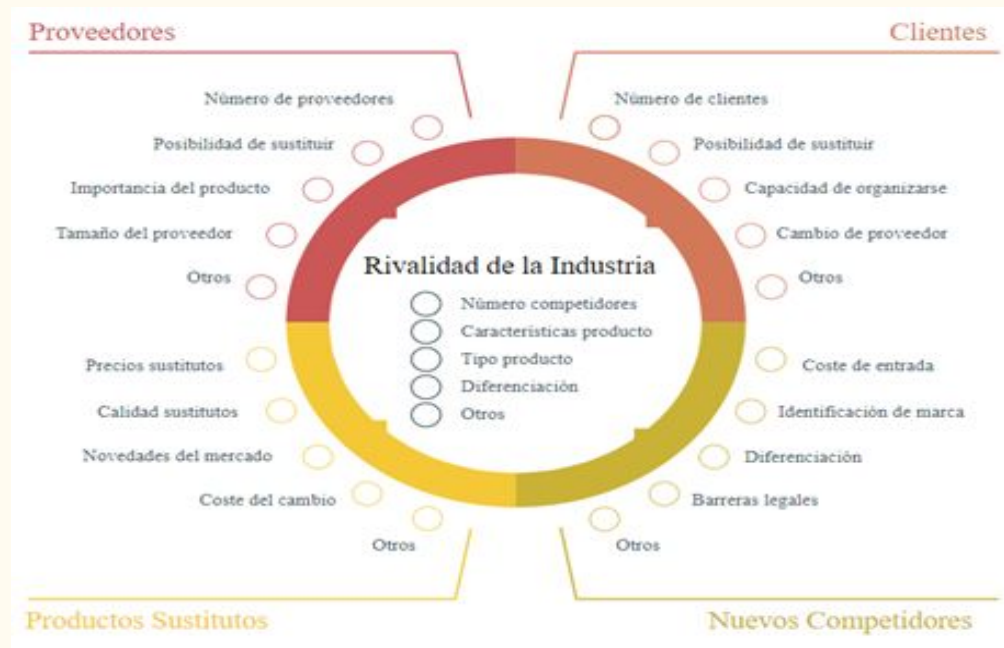 Proveedores
Clientes
Número de proveedores
Posibilidad de sustituir
Importancia del producto
Tamaño del proveedor
Otros
Número de clientes
Posibilidad de sustituir
Capacidad de organizarse
Cambio de proveedor
Otros
Rivalidad de la Industria
Número competidores
Características producto
Tipo producto
Diferenciación
Otros
Precios sustitutos
Calidad sustitutos
Novedades del mercado
Coste del cambio
Otros
Coste de entrada
Identificación de marca
Diferenciación
Barreras legales
Otros
Productos Sustitutos
Nuevos Competidores